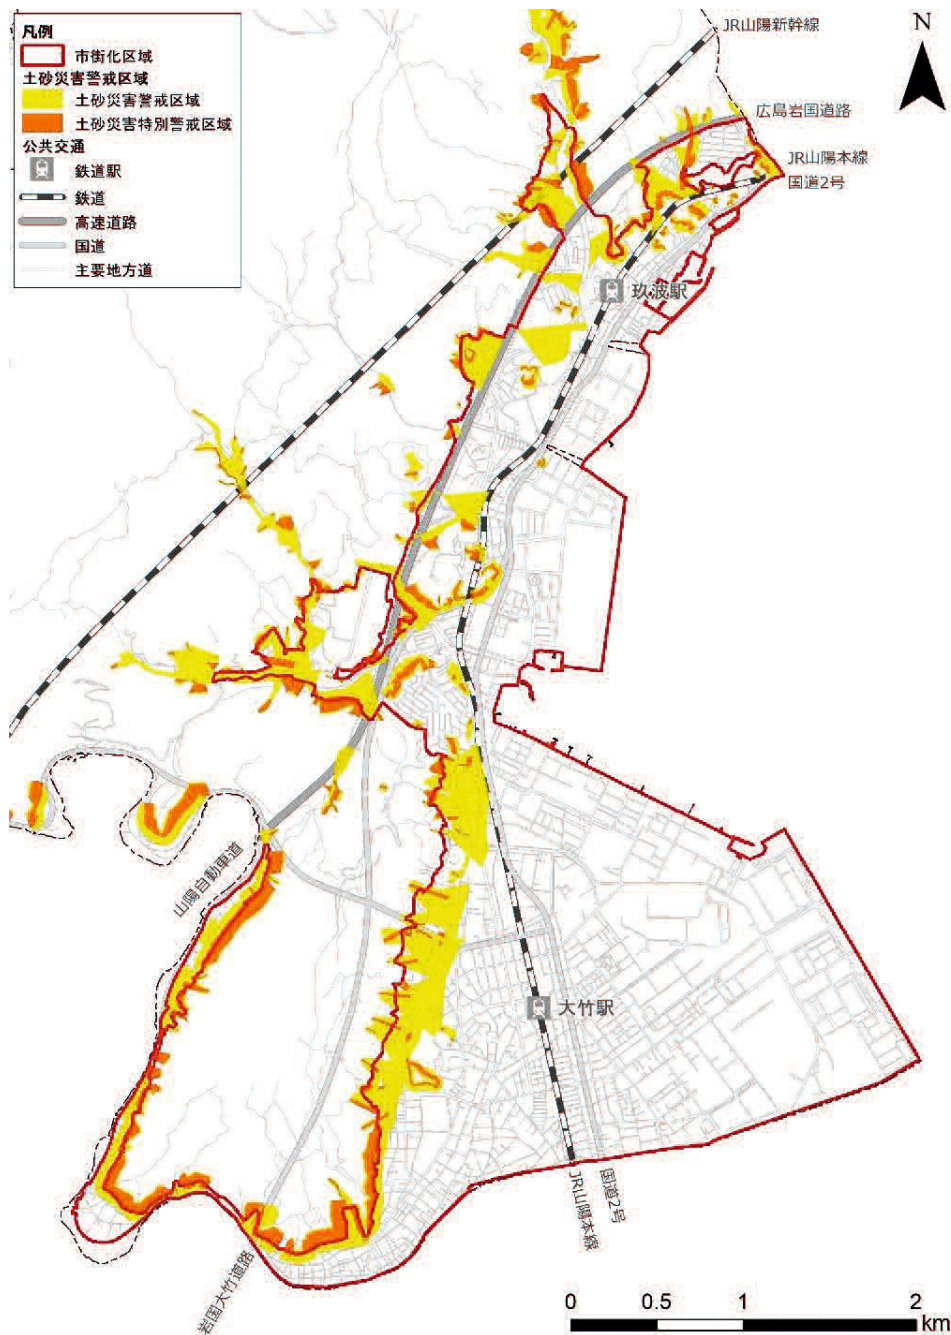 凡例
市街化区域
土砂災害警戒区域
土砂災害警戒区域
土砂災害特別警戒区域
公共交通
鉄道駅
鉄道
高速道路
国道
主要地方道
JR山陽新幹線
N
広島岩国道路
JR山陽本線
国道2号
玖波駅
山陽自動車道
大竹駅
国道2号
JR山陽本線
岩国大竹道路
0 0.5 1 2
km